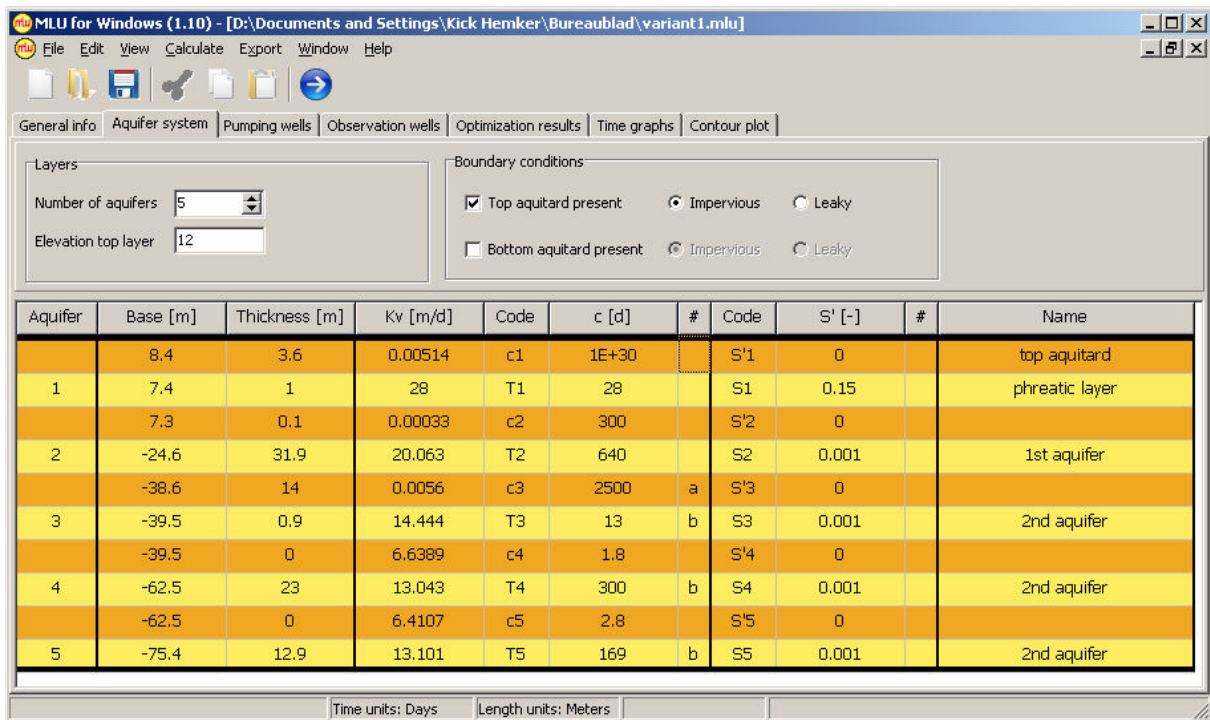 MLU for Windows (1.10) - [D:\Documents and Settings\Kick Hemker\Bureaublad\variant1.mlu]
File Edit View Calculate Export Window Help
General info Aquifer system Pumping wells Observation wells Optimization results Time graphs Contour plot
Layers
Number of aquifers 5
Elevation top layer 12
Boundary conditions
Top aquitard present Impervious Leaky
Bottom aquitard present Impervious Leaky
Aquifer Base [m] Thickness [m] Kv [m/d] Code c [d] # Code S' [-] # Name
8.4 3.6 0.00514 c1 1E+30 S'1 0 top aquitard
1 7.4 1 28 T1 28 S1 0.15 phreatic layer
7.3 0.1 0.00033 c2 300 S'2 0
2 -24.6 31.9 20.063 T2 640 S2 0.001 1st aquifer
-38.6 14 0.0056 c3 2500 a S'3 0
3 -39.5 0.9 14.444 T3 13 b S3 0.001 2nd aquifer
-39.5 0 6.6389 c4 1.8 S'4 0
4 -62.5 23 13.043 T4 300 b S4 0.001 2nd aquifer
-62.5 0 6.4107 c5 2.8 S'5 0
5 -75.4 12.9 13.101 T5 169 b S5 0.001 2nd aquifer
Time units: Days Length units: Meters